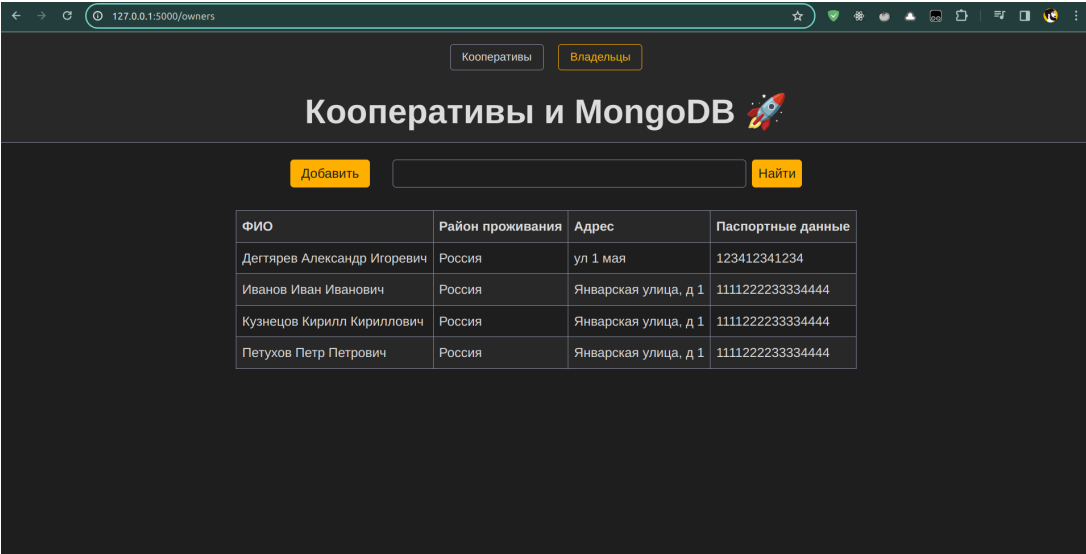 127.0.0.1:5000/owners
Кооперативы Владельцы
Кооперативы и MongoDB 🚀
Добавить Найти
ФИО Район проживания Адрес Паспортные данные
Дегтярев Александр Игоревич Россия ул 1 мая 123412341234
Иванов Иван Иванович Россия Январская улица, д 1 1111222233334444
Кузнецов Кирилл Кириллович Россия Январская улица, д 1 1111222233334444
Петухов Петр Петрович Россия Январская улица, д 1 1111222233334444